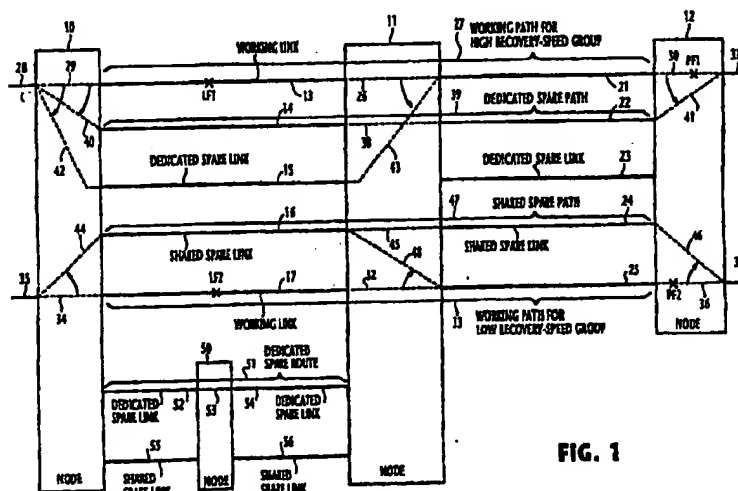 10
11
27
WORKING PATH FOR
HIGH RECOVERY-SPEED GROUP
12
WORKING LINK
28
29
C
LF1
13
26
21
30
PF1
14
39
DEDICATED SPARE PATH
22
40
38
41
42
43
DEDICATED SPARE LINK
15
DEDICATED SPARE LINK
23
16
47
SHARED SPARE PATH
24
44
SHARED SPARE LINK
45
SHARED SPARE LINK
48
46
35
LF2
17
32
25
34
PF2
36
WORKING LINK
33
WORKING PATH FOR
LOW RECOVERY-SPEED GROUP
NODE
50
51
DEDICATED
SPARE ROUTE
DEDICATED
SPARE LINK
52
53
54
DEDICATED
SPARE LINK
55
56
NODE
SHARED
SPARE LINK
NODE
SHARED
SPARE LINK
NODE
FIG. 1